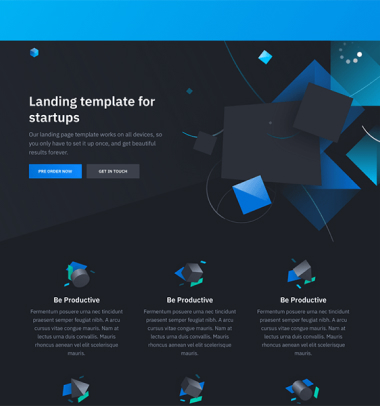 Landing template for
startups
Our landing page template works on all devices, so
you only have to set it up once, and get beautiful
results forever.
PRE ORDER NOW GET IN TOUCH
Be Productive Be Productive Be Productive
Fermentum posuere urna nec tincidunt
praesent semper feugiat nibh. A arcu
cursus vitae congue mauris. Nam at
lectus urna duis convallis. Mauris
rhoncus aenean vel elit scelerisque
mauris.
Fermentum posuere urna nec tincidunt
praesent semper feugiat nibh. A arcu
cursus vitae congue mauris. Nam at
lectus urna duis convallis. Mauris
rhoncus aenean vel elit scelerisque
mauris.
Fermentum posuere urna nec tincidunt
praesent semper feugiat nibh. A arcu
cursus vitae congue mauris. Nam at
lectus urna duis convallis. Mauris
rhoncus aenean vel elit scelerisque
mauris.